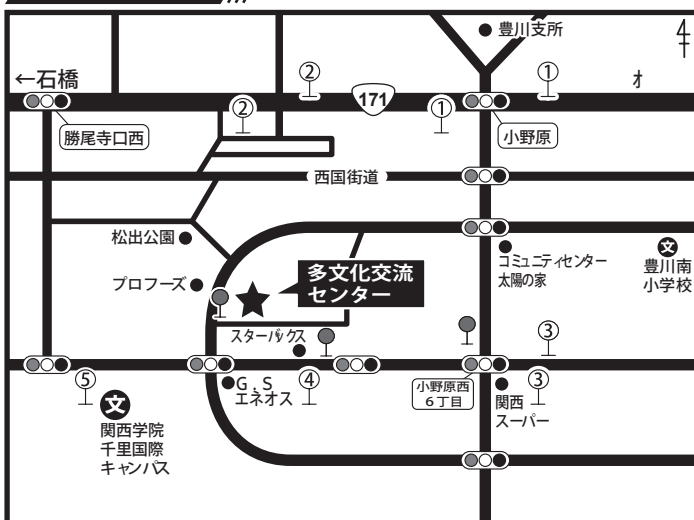 豊川支所
4
←石橋
②
①
オ
171
②
①
勝尾寺口西
小野原
西国街道
松出公園
コミュニティセンター
太陽の家
文
豊川南
小学校
多文化交流
センター
プロフーズ
スターバックス
③
⑤
G.S
エネオス
④
小野原西
6丁目
③
関西
スーパー
文
関西学院
千里国際
キャンパス